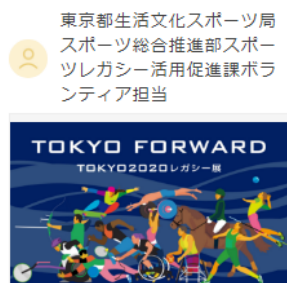 東京都生活文化スポーツ局
スポーツ総合推進部スポー
ツレガシー活用促進課ボラ
ンティア担当
TOKYO FORWARD
TOKYO2020レガシー展